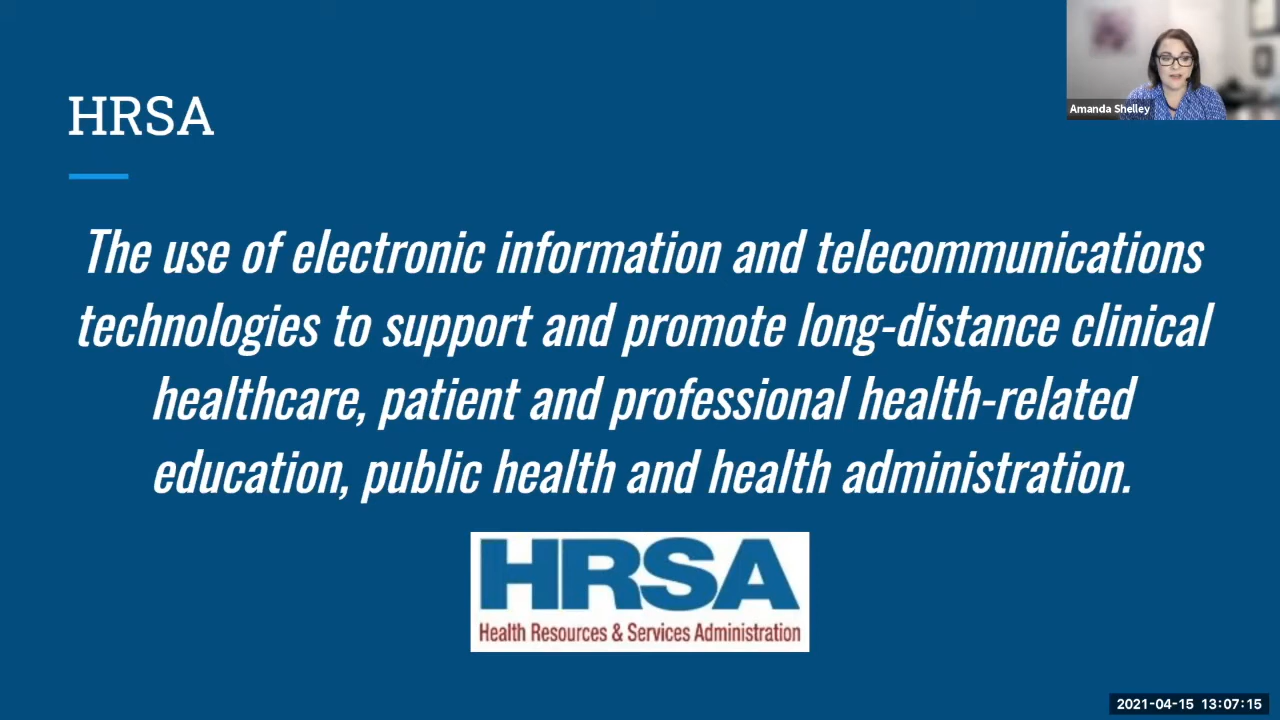 HRSA
Amanda Shelley
The use of electronic information and telecommunications
technologies to support and promote long-distance clinical
healthcare, patient and professional health-related
education, public health and health administration.
HRSA
Health Resources & Services Administration
2021-04-15 13:07:15